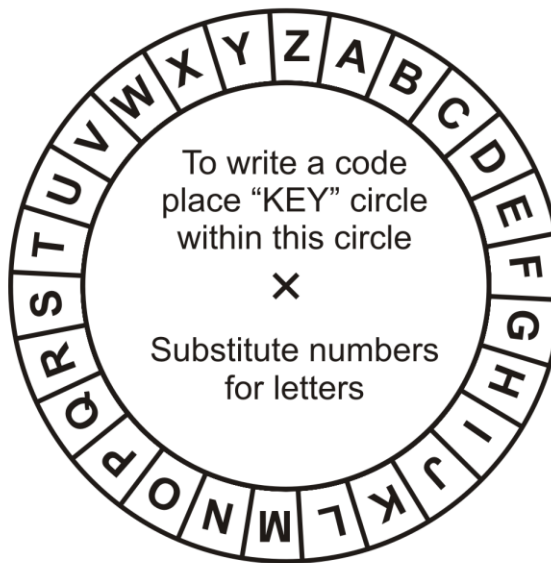 Z A B C D E F G H I J K L M N O P Q R S T U V W X Y
To write a code
place “KEY” circle
within this circle
×
Substitute numbers
for letters